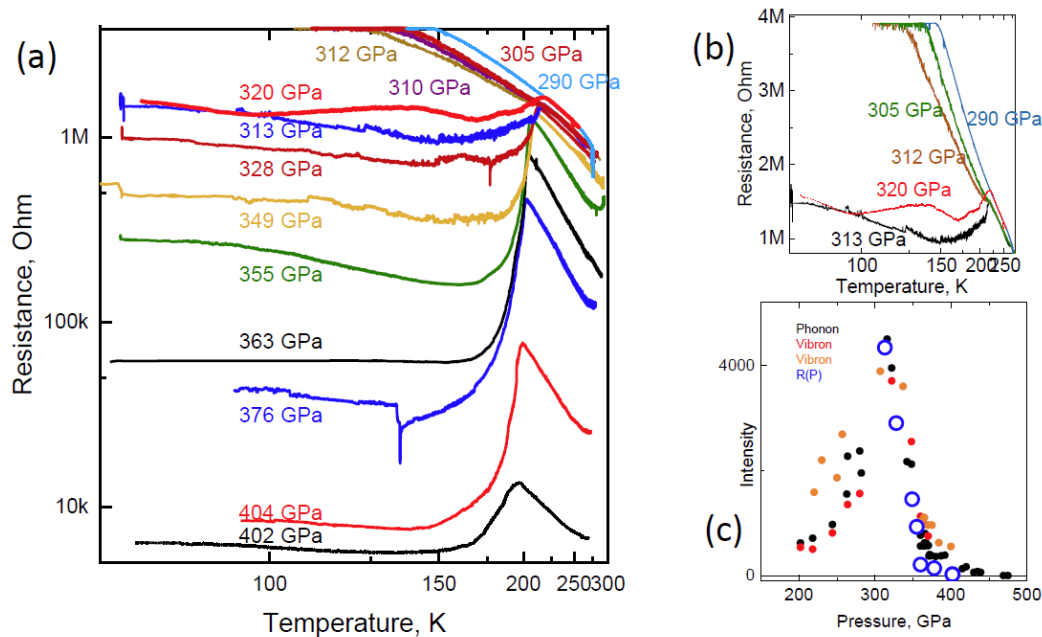 (a)
312 GPa
305 GPa
310 GPa
290 GPa
320 GPa
313 GPa
328 GPa
349 GPa
355 GPa
363 GPa
376 GPa
404 GPa
402 GPa
1M
100k
10k
Resistance, Ohm
100
150
200
250
300
Temperature, K
(b)
4M
3M
2M
1M
Resistance, Ohm
305 GPa
290 GPa
312 GPa
320 GPa
313 GPa
100
150
200
250
Temperature, K
(c)
Phonon
Vibron
Vibron
R(P)
4000
0
Intensity
200
300
400
500
Pressure, GPa